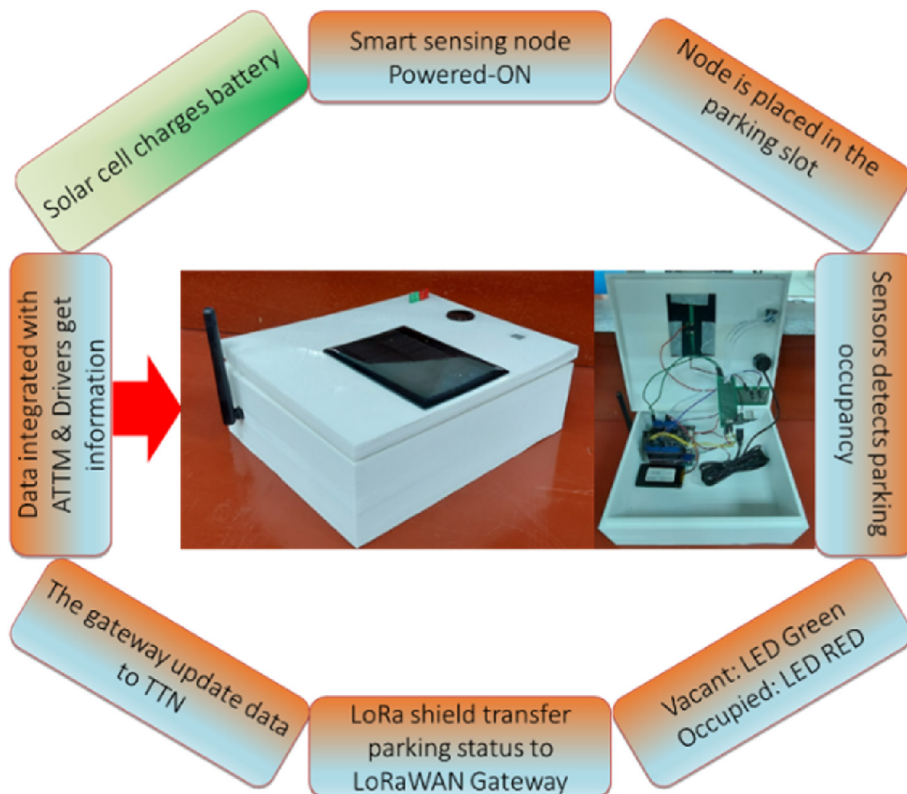 Smart sensing node
Powered-ON
Node is placed in the
parking slot
Sensors detects parking
occupancy
Vacant: LED Green
Occupied: LED RED
LoRa shield transfer
parking status to
LoRaWAN Gateway
The gateway update data
to TTN
Data integrated with
ATTM & Drivers get
information
Solar cell charges battery